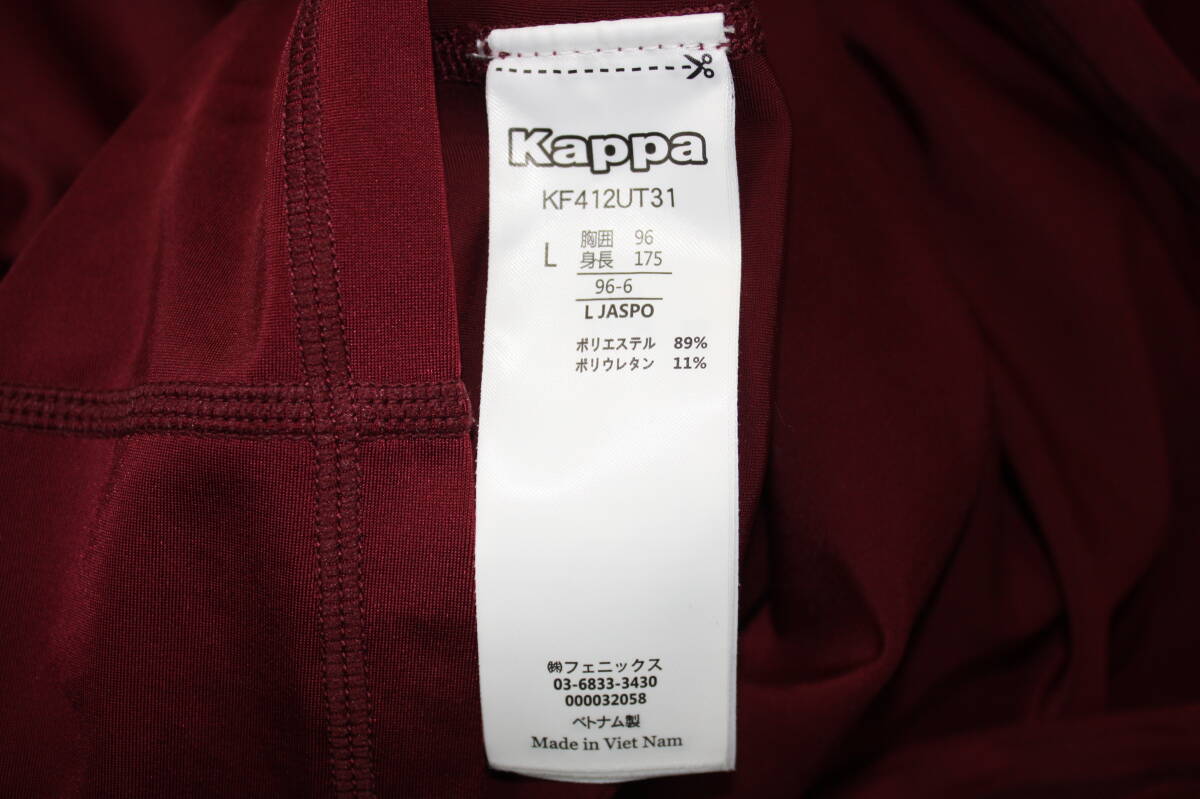 Kappa
KF412UT31
L
胸囲 96
身長 175
96-6
L JASPO
ポリエステル 89%
ポリウレタン 11%
㈱フェニックス
03-6833-3430
000032058
ベトナム製
Made in Viet Nam